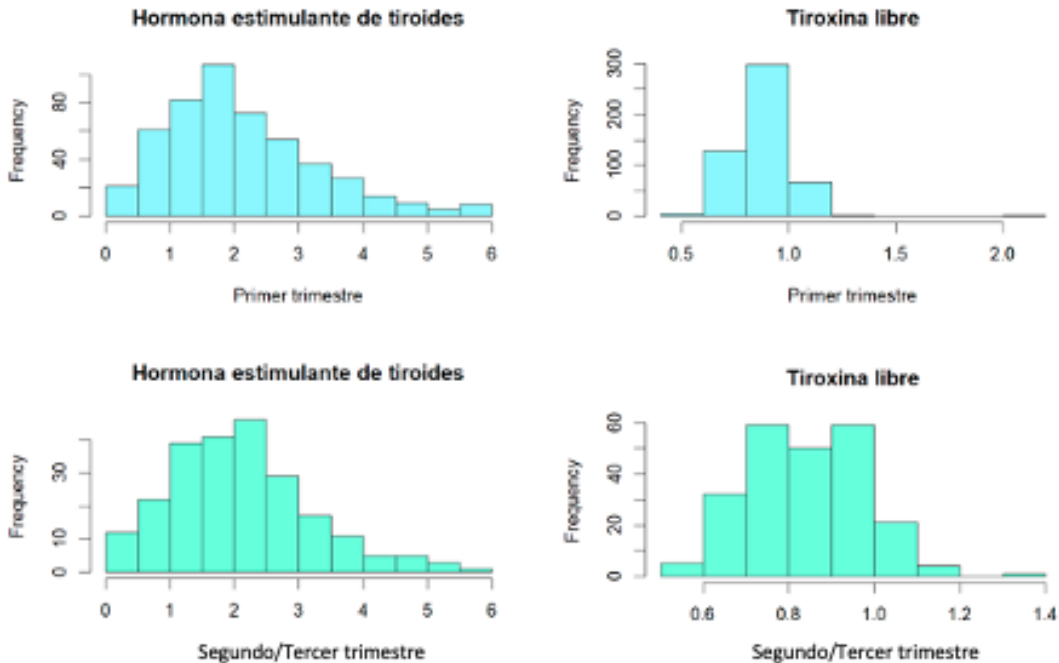 Hormona estimulante de tiroides
Frequency
0 40 80
0 1 2 3 4 5 6
Primer trimestre
Tiroxina libre
Frequency
0 100 200 300
0.5 1.0 1.5 2.0
Primer trimestre
Hormona estimulante de tiroides
Frequency
0 10 30
0 1 2 3 4 5 6
Segundo/Tercer trimestre
Tiroxina libre
Frequency
0 20 40 60
0.6 0.8 1.0 1.2 1.4
Segundo/Tercer trimestre